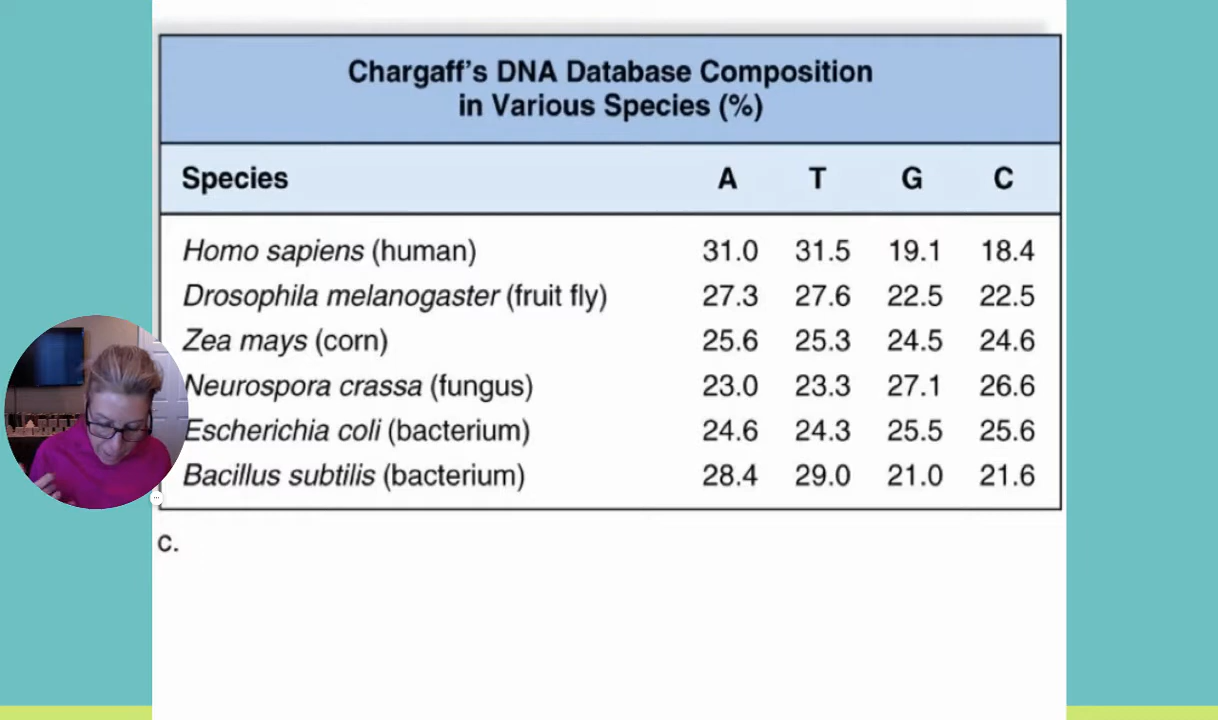 Chargaff's DNA Database Composition
in Various Species (%)
Species A T G C
Homo sapiens (human) 31.0 31.5 19.1 18.4
Drosophila melanogaster (fruit fly) 27.3 27.6 22.5 22.5
Zea mays (corn) 25.6 25.3 24.5 24.6
Neurospora crassa (fungus) 23.0 23.3 27.1 26.6
Escherichia coli (bacterium) 24.6 24.3 25.5 25.6
Bacillus subtilis (bacterium) 28.4 29.0 21.0 21.6
c.